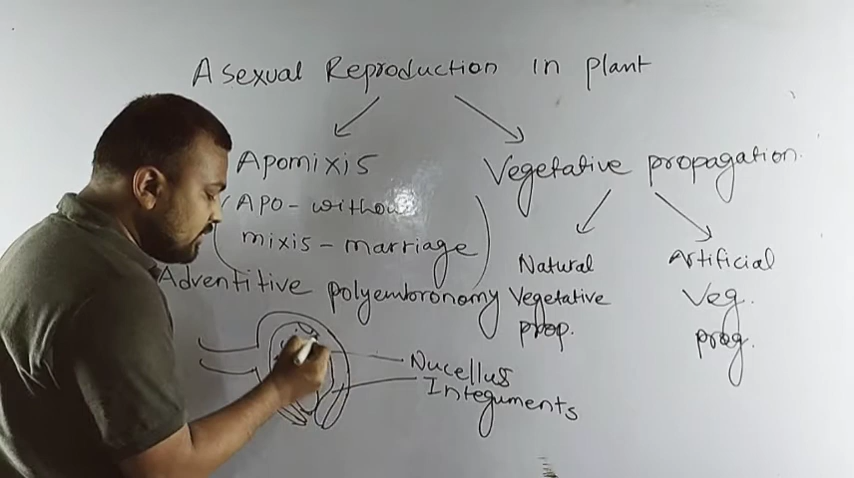 Asexual Reproduction in plant
Apomixis
Vegetative propagation.
(APO - without
mixis - marriage)
Adventitive polyembronomy
Natural
Vegetative
prop.
Artificial
Veg.
prog.
Nucellus
Integuments